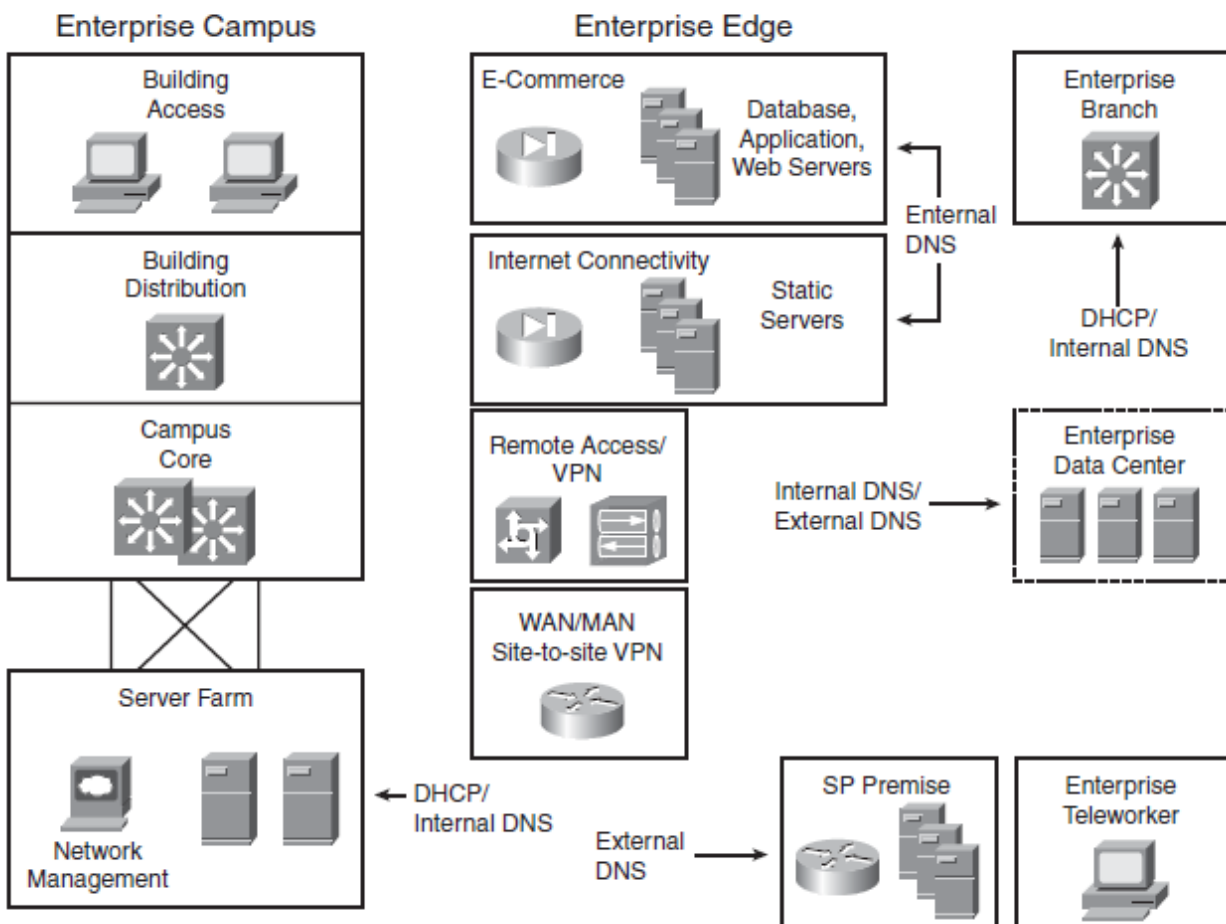 Enterprise Campus
Building
Access
Building
Distribution
Campus
Core
Server Farm
Network
Management
DHCP/
Internal DNS
Enterprise Edge
E-Commerce
Database,
Application,
Web Servers
Internet Connectivity
Static
Servers
Enternal
DNS
Remote Access/
VPN
WAN/MAN
Site-to-site VPN
Enterprise
Branch
DHCP/
Internal DNS
Internal DNS/
External DNS
Enterprise
Data Center
External
DNS
SP Premise
Enterprise
Teleworker